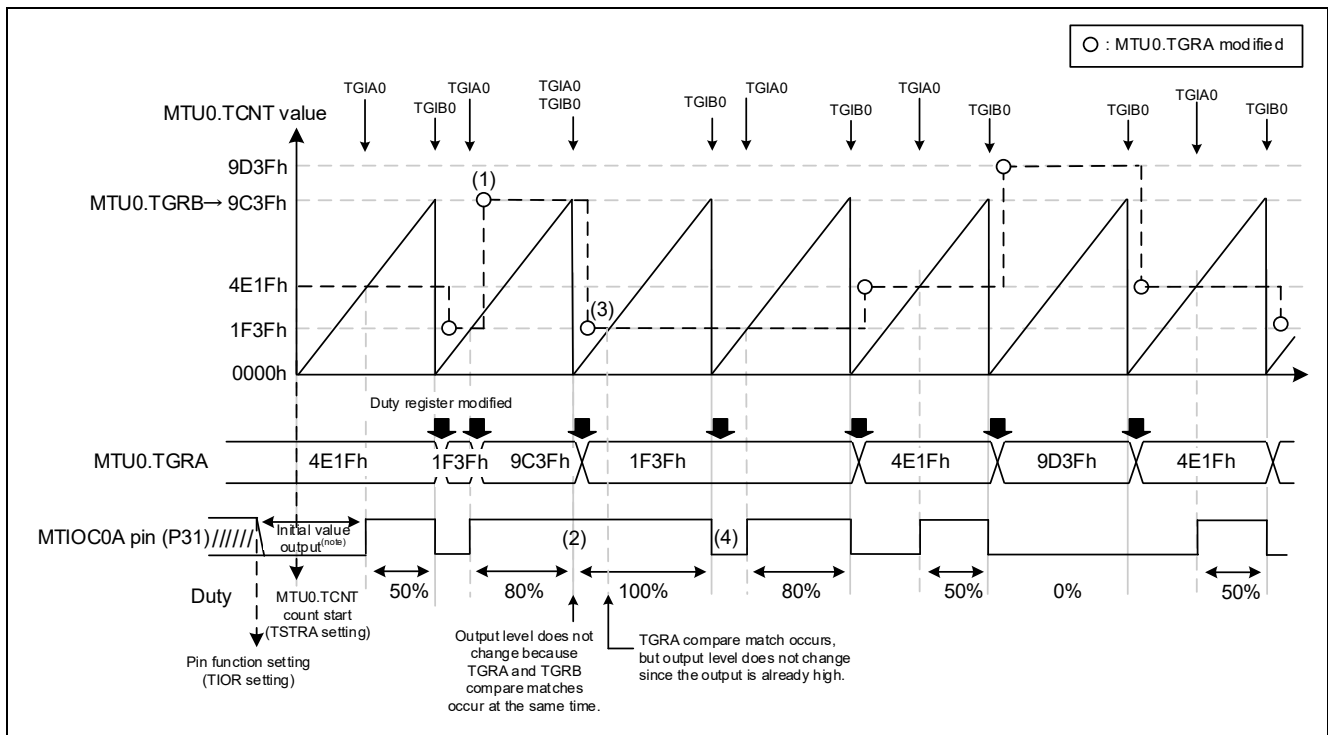 : MTU0.TGRA modified
TGIA0
TGIB0
TGIA0
TGIA0
TGIB0
TGIB0
TGIA0
TGIB0
TGIA0
TGIB0
TGIB0
TGIA0
TGIB0
MTU0.TCNT value
9D3Fh
MTU0.TGRB→ 9C3Fh
4E1Fh
1F3Fh
0000h
(1)
(3)
Duty register modified
MTU0.TGRA
4E1Fh
1F3Fh
9C3Fh
1F3Fh
4E1Fh
9D3Fh
4E1Fh
MTIOC0A pin (P31)
Initial value
output(note)
(2)
(4)
Duty
50%
80%
100%
80%
50%
0%
50%
MTU0.TCNT
count start
(TSTRA setting)
Pin function setting
(TIOR setting)
Output level does not
change because
TGRA and TGRB
compare matches
occur at the same time.
TGRA compare match occurs,
but output level does not change
since the output is already high.